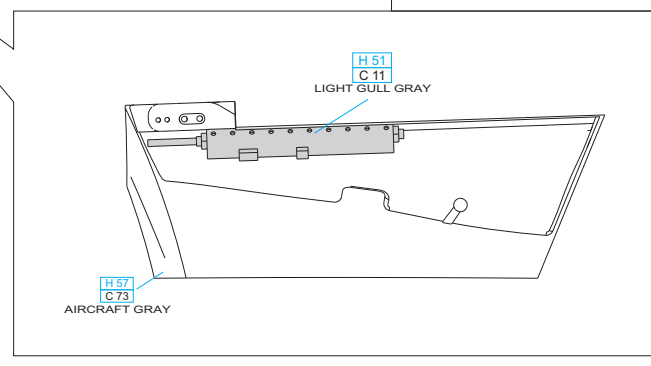 H 51
C 11
LIGHT GULL GRAY
H 57
C 73
AIRCRAFT GRAY